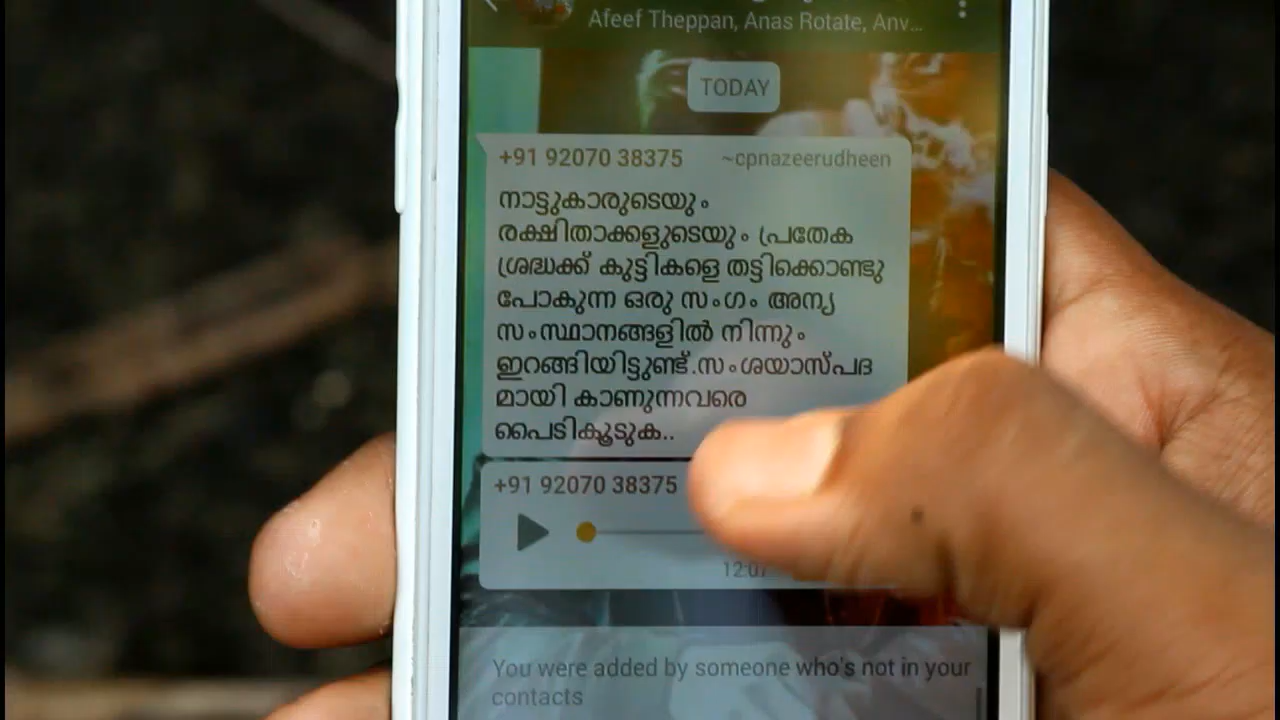 Afeef Theppan, Anas Rotate, Anv...
TODAY
+91 92070 38375 ~cpnazeerudheen
നാട്ടുകാരുടെയും
രക്ഷിതാക്കളുടെയും പ്രതേക
ശ്രദ്ധക്ക് കുട്ടികളെ തട്ടിക്കൊണ്ടു
പോകുന്ന ഒരു സംഗം അന്യ
സംസ്ഥാനങ്ങളിൽ നിന്നും
ഇറങ്ങിയിട്ടുണ്ട്.സംശയാസ്പദ
മായി കാണുന്നവരെ
പൈടികൂടുക..
+91 92070 38375
12:07
You were added by someone who's not in your
contacts